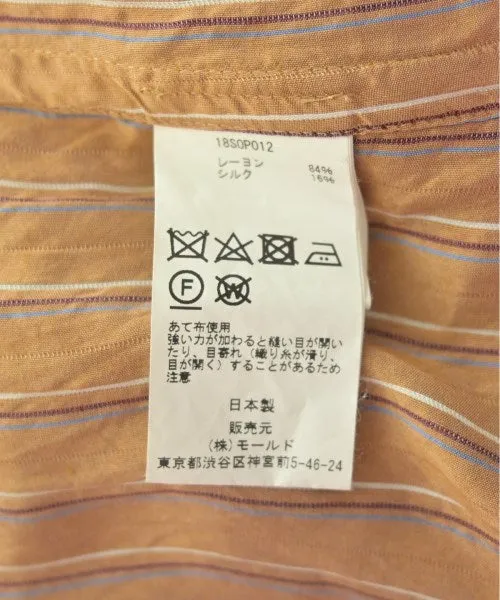 18SOP012
レーヨン 84%
シルク 16%
F
W
あて布使用
強い力が加わると縫い目が開い
たり、目寄れ(織り糸が滑り、
目が開く)することがあるため
注意
日本製
販売元
(株)モールド
東京都渋谷区神宮前5-46-24